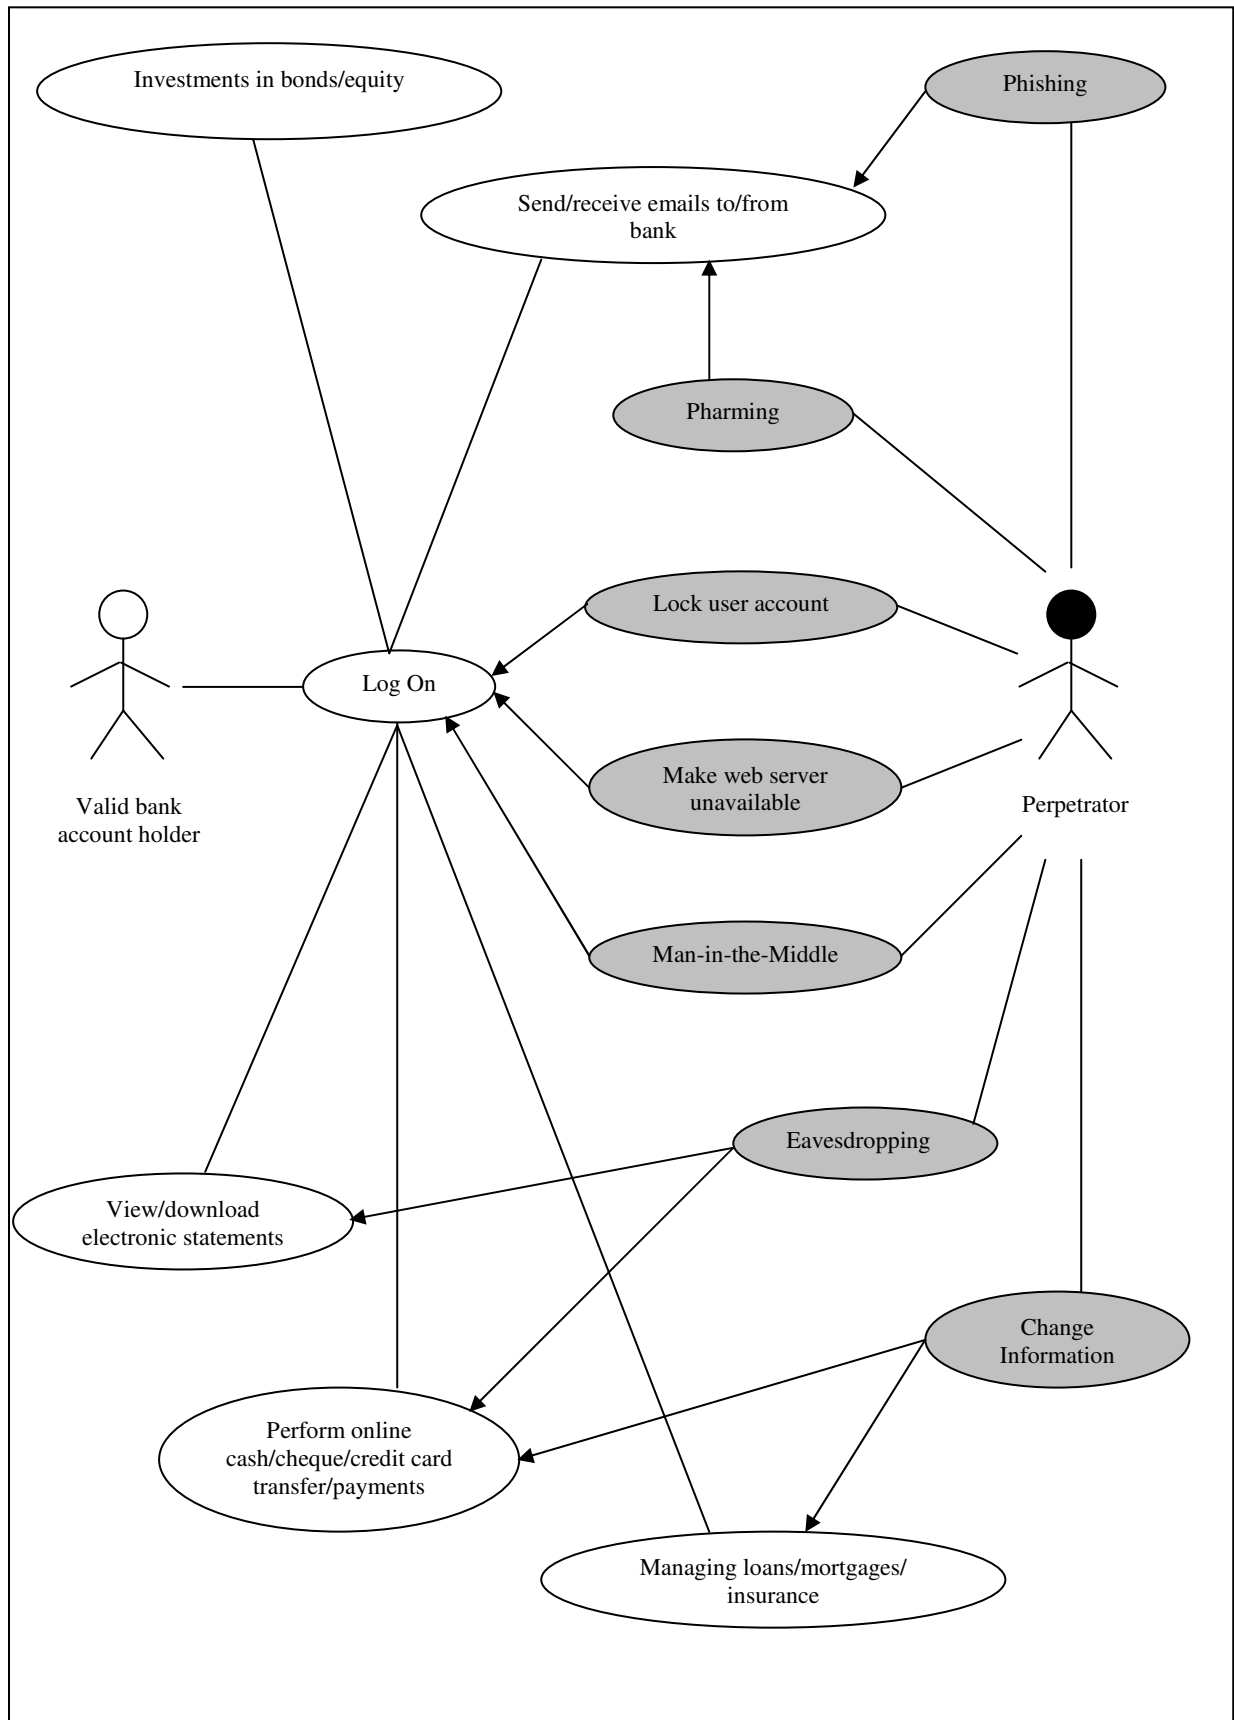 Investments in bonds/equity
Phishing
Send/receive emails to/from
bank
Pharming
Lock user account
Log On
Make web server
unavailable
Valid bank
account holder
Perpetrator
Man-in-the-Middle
Eavesdropping
View/download
electronic statements
Change
Information
Perform online
cash/cheque/credit card
transfer/payments
Managing loans/mortgages/
insurance